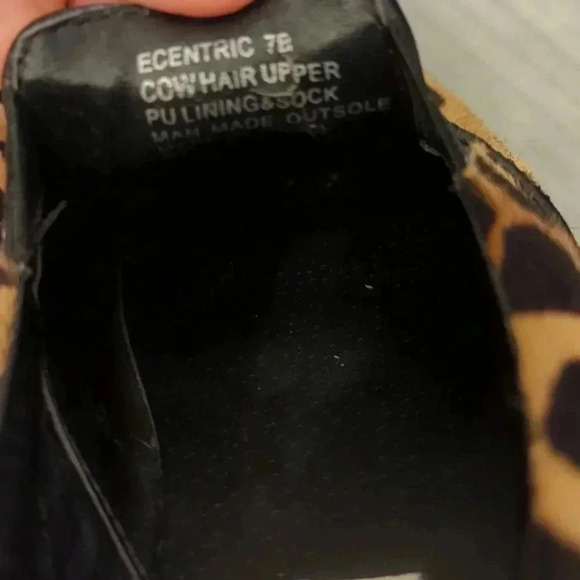 ECENTRIC 7B
COW HAIR UPPER
PU LINING&SOCK
MAN MADE OUTSOLE